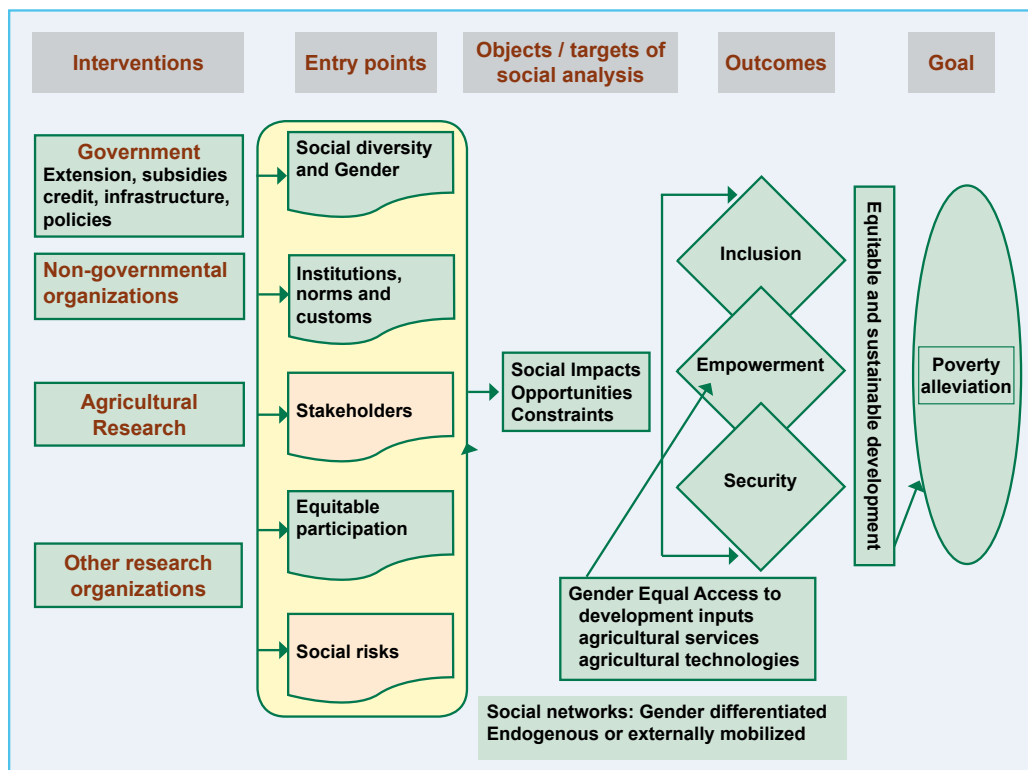 Interventions
Entry points
Objects / targets of
social analysis
Outcomes
Goal
Government
Extension, subsidies
credit, infrastructure,
policies
Non-governmental
organizations
Agricultural
Research
Other research
organizations
Social diversity
and Gender
Institutions,
norms and
customs
Stakeholders
Equitable
participation
Social risks
Social Impacts
Opportunities
Constraints
Inclusion
Empowerment
Security
Gender Equal Access to
development inputs
agricultural services
agricultural technologies
Social networks: Gender differentiated
Endogenous or externally mobilized
Equitable and sustainable development
Poverty
alleviation